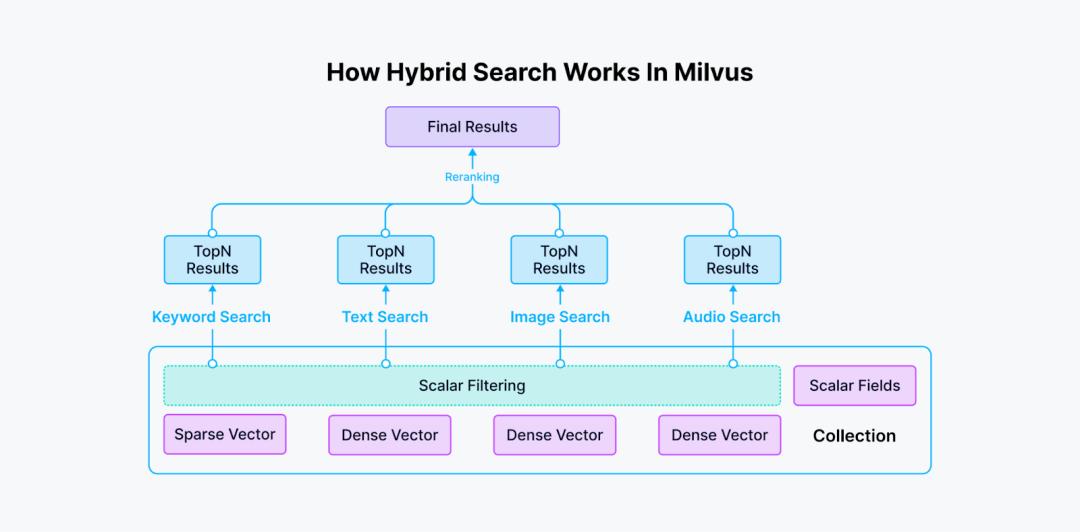 How Hybrid Search Works In Milvus
Final Results
Reranking
TopN
Results
TopN
Results
TopN
Results
TopN
Results
Keyword Search
Text Search
Image Search
Audio Search
Scalar Filtering
Scalar Fields
Sparse Vector
Dense Vector
Dense Vector
Dense Vector
Collection